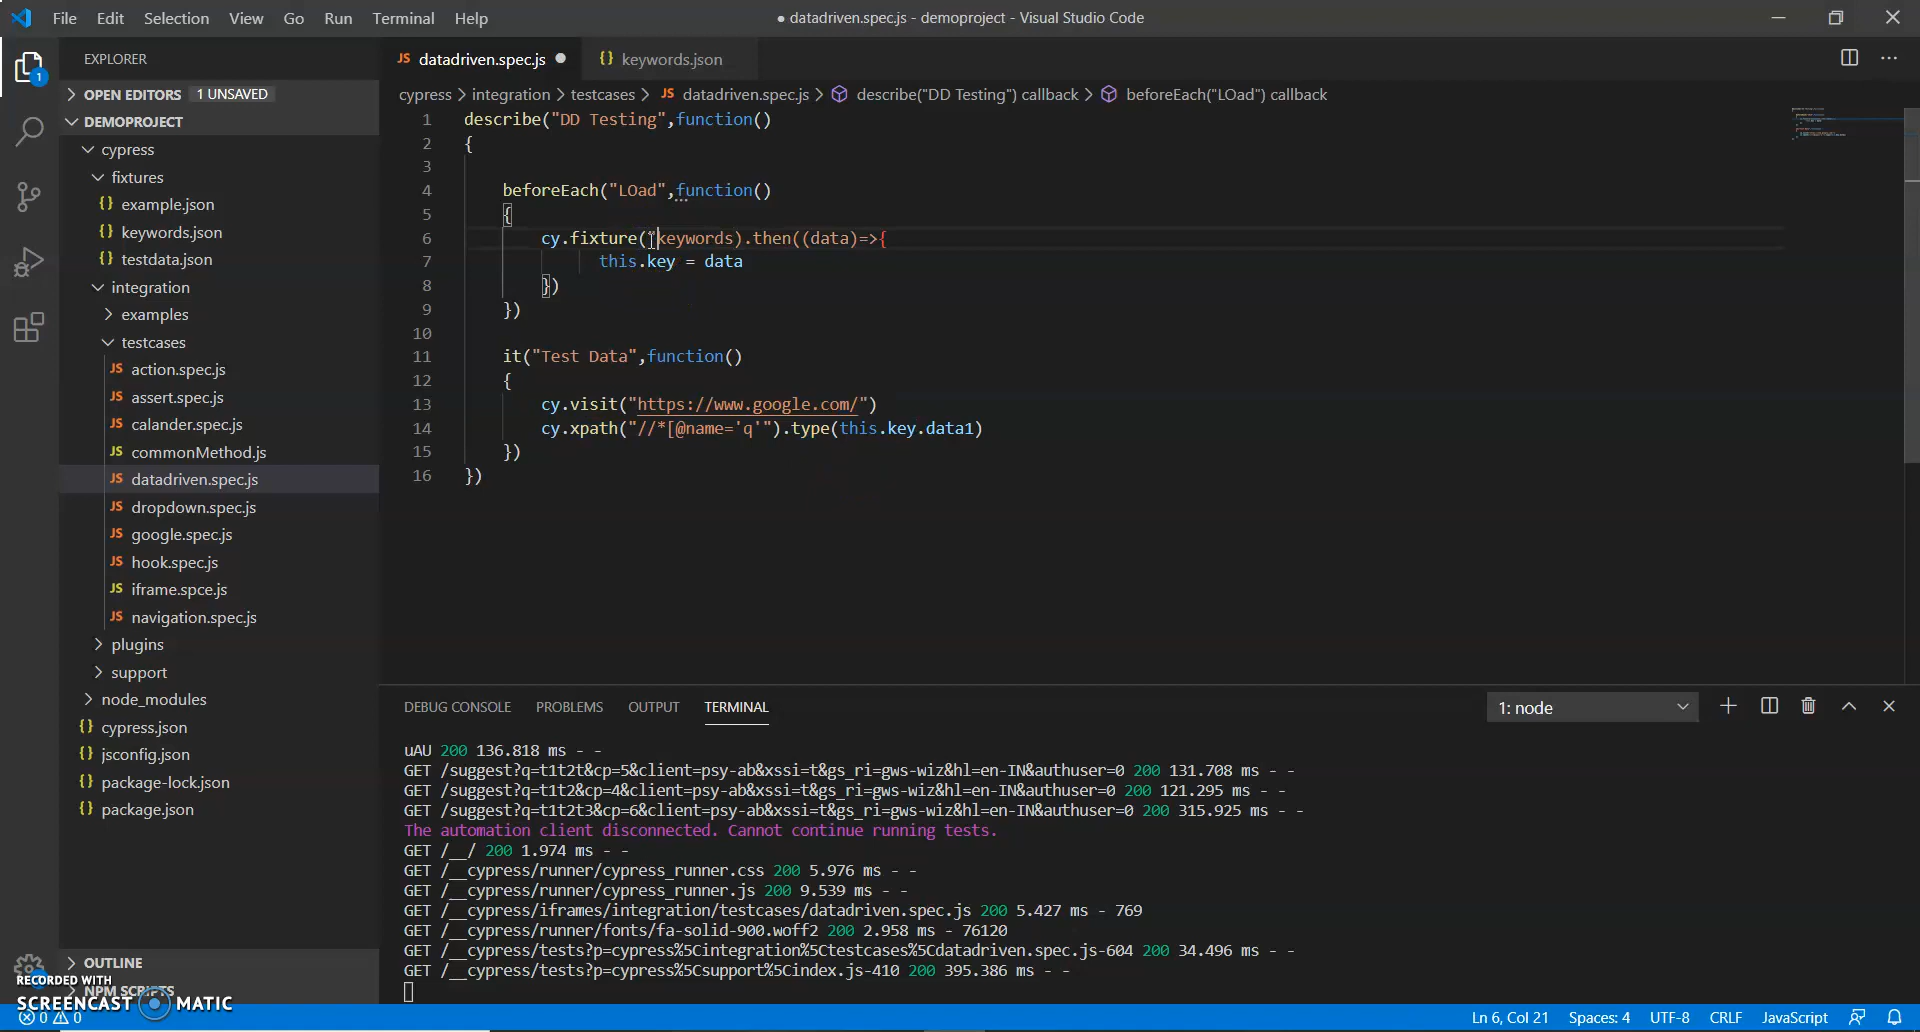 File Edit Selection View Go Run Terminal Help
● datadriven.spec.js - demoproject - Visual Studio Code
EXPLORER
OPEN EDITORS 1 UNSAVED
DEMOPROJECT
cypress
fixtures
example.json
keywords.json
testdata.json
integration
examples
testcases
action.spec.js
assert.spec.js
calander.spec.js
commonMethod.js
datadriven.spec.js
dropdown.spec.js
google.spec.js
hook.spec.js
iframe.spce.js
navigation.spec.js
plugins
support
node_modules
cypress.json
jsconfig.json
package-lock.json
package.json
OUTLINE
NPM SCRIPTS
RECORDED WITH
SCREENCAST MATIC
JS datadriven.spec.js
{} keywords.json
cypress > integration > testcases > JS datadriven.spec.js > describe("DD Testing") callback > beforeEach("LOad") callback
1 describe("DD Testing",function()
2 {
3
4 beforeEach("LOad",function()
5 {
6 cy.fixture("keywords).then((data)=>{
7 this.key = data
8 })
9 })
10
11 it("Test Data",function()
12 {
13 cy.visit("https://www.google.com/")
14 cy.xpath("//*[@name='q'").type(this.key.data1)
15 })
16 })
DEBUG CONSOLE PROBLEMS OUTPUT TERMINAL
1: node
uAU 200 136.818 ms - -
GET /suggest?q=t1t2t&cp=5&client=psy-ab&xssi=t&gs_ri=gws-wiz&hl=en-IN&authuser=0 200 131.708 ms - -
GET /suggest?q=t1t2&cp=4&client=psy-ab&xssi=t&gs_ri=gws-wiz&hl=en-IN&authuser=0 200 121.295 ms - -
GET /suggest?q=t1t2t3&cp=6&client=psy-ab&xssi=t&gs_ri=gws-wiz&hl=en-IN&authuser=0 200 315.925 ms - -
The automation client disconnected. Cannot continue running tests.
GET /__/ 200 1.974 ms - -
GET /__cypress/runner/cypress_runner.css 200 5.976 ms - -
GET /__cypress/runner/cypress_runner.js 200 9.539 ms - -
GET /__cypress/iframes/integration/testcases/datadriven.spec.js 200 5.427 ms - 769
GET /__cypress/runner/fonts/fa-solid-900.woff2 200 2.958 ms - 76120
GET /__cypress/tests?p=cypress%5Cintegration%5Ctestcases%5Cdatadriven.spec.js-604 200 34.496 ms - -
GET /__cypress/tests?p=cypress%5Csupport%5Cindex.js-410 200 395.386 ms - -
0 0
Ln 6, Col 21 Spaces: 4 UTF-8 CRLF JavaScript